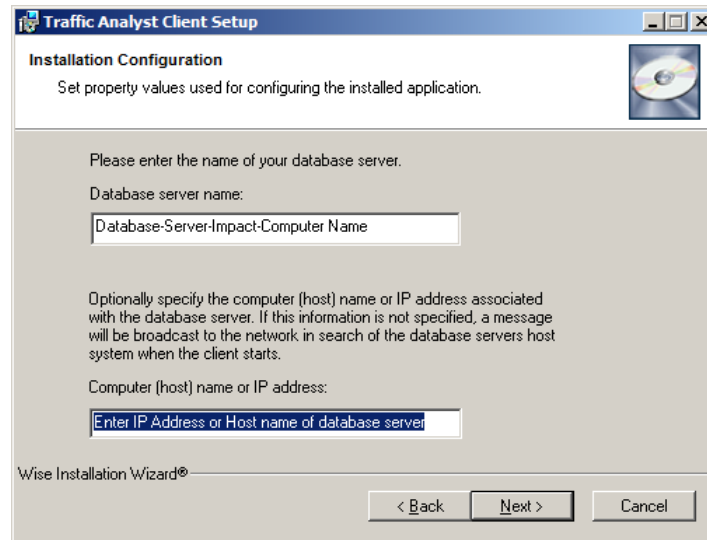 Traffic Analyst Client Setup
Installation Configuration
Set property values used for configuring the installed application.
Please enter the name of your database server.
Database server name:
Database-Server-Impact-Computer Name
Optionally specify the computer (host) name or IP address associated
with the database server. If this information is not specified, a message
will be broadcast to the network in search of the database servers host
system when the client starts.
Computer (host) name or IP address:
Enter IP Address or Host name of database server
Wise Installation Wizard®
< Back Next > Cancel